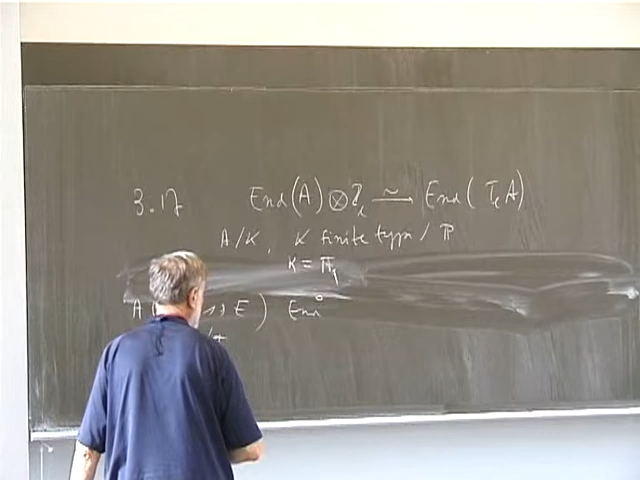 3.17 End(A) ⊗ ℤ_ℓ ⥲ End(T_ℓ A)
A/K, K finite type / 𝔽
K = 𝔽_q
A ( E ) End°